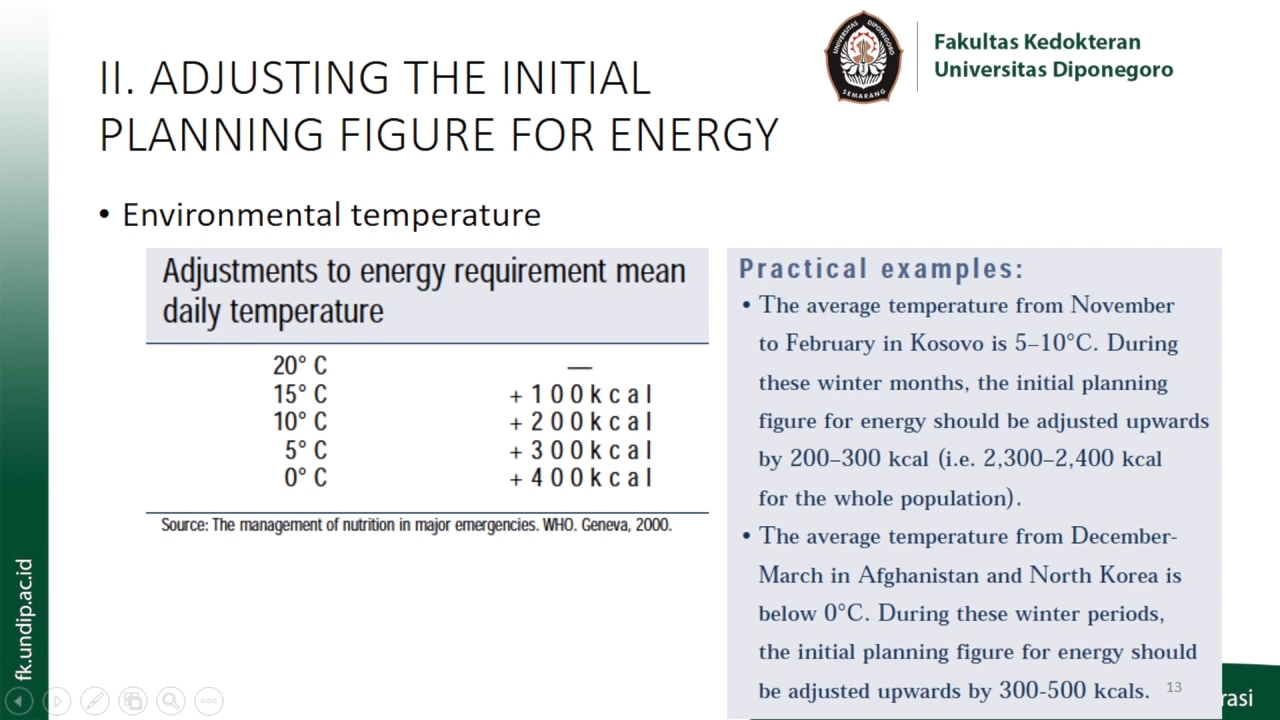 Fakultas Kedokteran
Universitas Diponegoro
UNIVERSITAS DIPONEGORO
SEMARANG
II. ADJUSTING THE INITIAL
PLANNING FIGURE FOR ENERGY
• Environmental temperature
Adjustments to energy requirement mean
daily temperature
20° C —
15° C +100kcal
10° C +200kcal
5° C +300kcal
0° C +400kcal
Source: The management of nutrition in major emergencies. WHO. Geneva, 2000.
Practical examples:
• The average temperature from November
to February in Kosovo is 5–10°C. During
these winter months, the initial planning
figure for energy should be adjusted upwards
by 200–300 kcal (i.e. 2,300–2,400 kcal
for the whole population).
• The average temperature from December-
March in Afghanistan and North Korea is
below 0°C. During these winter periods,
the initial planning figure for energy should
be adjusted upwards by 300-500 kcals.
13
fk.undip.ac.id